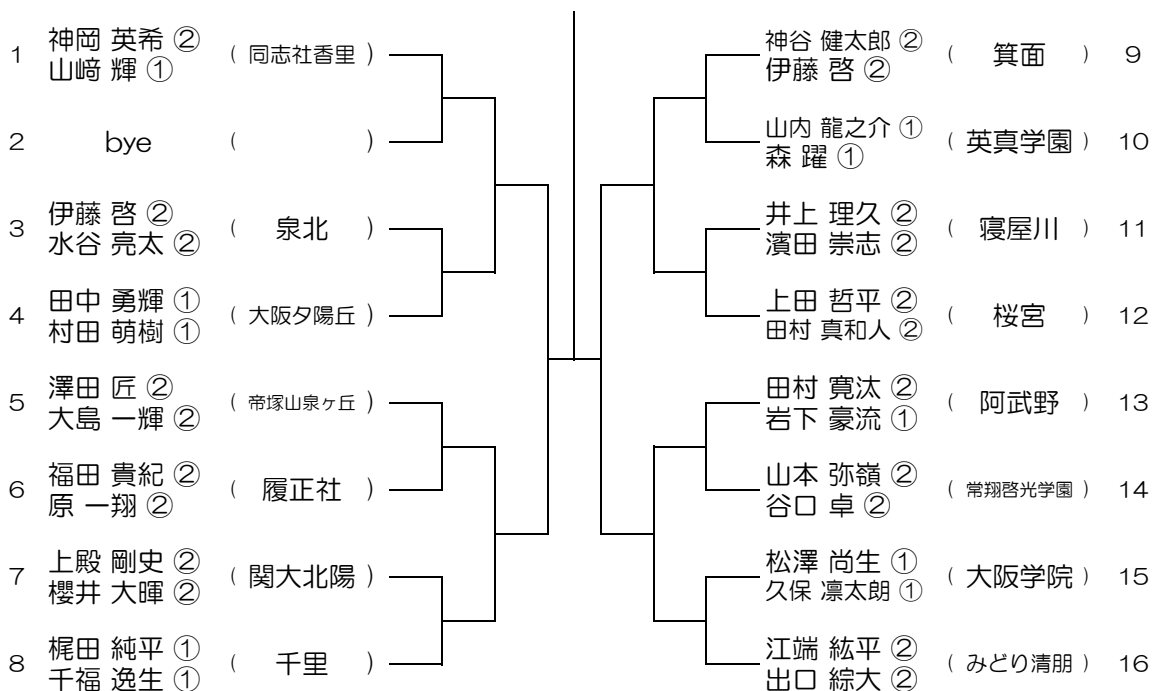 1 神岡 英希 ② ( 同志社香里 )
山﨑 輝 ①
2 bye ( )
3 伊藤 啓 ② ( 泉北 )
水谷 亮太 ②
4 田中 勇輝 ① ( 大阪夕陽丘 )
村田 萌樹 ①
5 澤田 匠 ② ( 帝塚山泉ヶ丘 )
大島 一輝 ②
6 福田 貴紀 ② ( 履正社 )
原 一翔 ②
7 上殿 剛史 ② ( 関大北陽 )
櫻井 大暉 ②
8 梶田 純平 ① ( 千里 )
千福 逸生 ①
神谷 健太郎 ② ( 箕面 ) 9
伊藤 啓 ②
山内 龍之介 ① ( 英真学園 ) 10
森 躍 ①
井上 理久 ② ( 寝屋川 ) 11
濱田 崇志 ②
上田 哲平 ② ( 桜宮 ) 12
田村 真和人 ②
田村 寛汰 ② ( 阿武野 ) 13
岩下 豪流 ①
山本 弥嶺 ② ( 常翔啓光学園 ) 14
谷口 卓 ②
松澤 尚生 ① ( 大阪学院 ) 15
久保 凛太朗 ①
江端 紘平 ② ( みどり清朋 ) 16
出口 綜大 ②